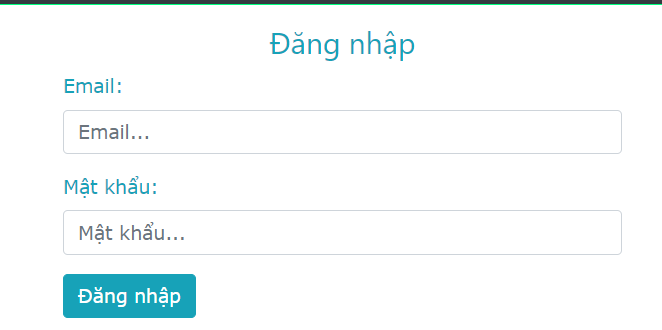 Đăng nhập
Email:
Email...
Mật khẩu:
Mật khẩu...
Đăng nhập